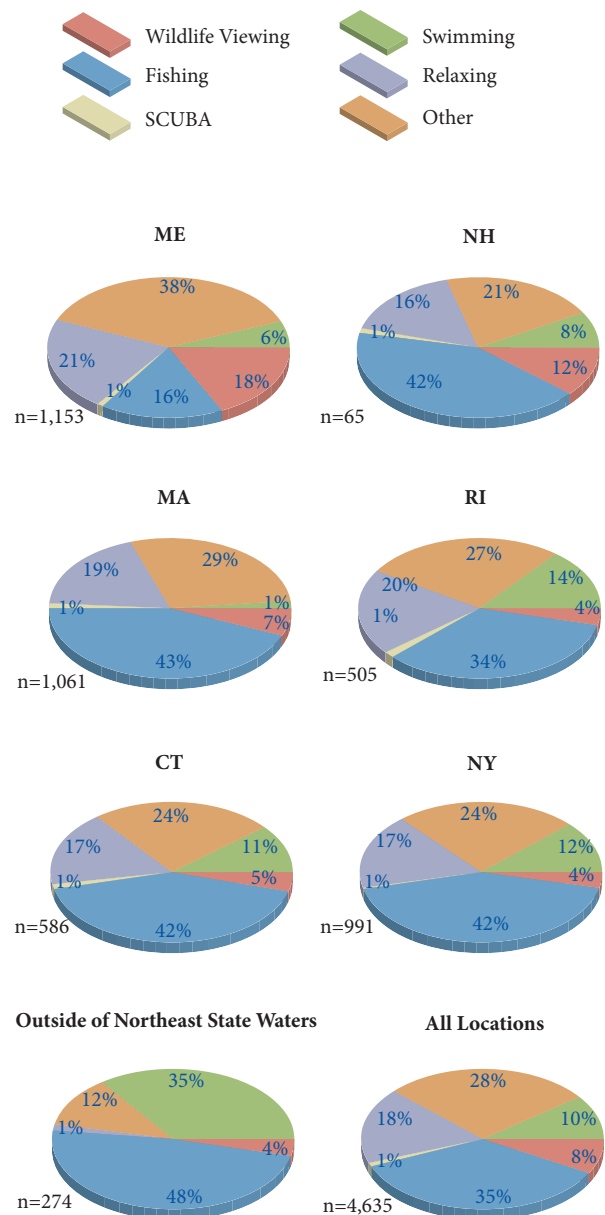 Wildlife Viewing
Fishing
SCUBA
Swimming
Relaxing
Other
ME
38%
6%
21%
18%
1%
16%
n=1,153
NH
21%
16%
8%
1%
12%
42%
n=65
MA
29%
19%
1%
1%
7%
43%
n=1,061
RI
27%
14%
20%
4%
1%
34%
n=505
CT
24%
17%
11%
5%
1%
42%
n=586
NY
24%
17%
12%
4%
1%
42%
n=991
Outside of Northeast State Waters
35%
12%
1%
4%
48%
n=274
All Locations
28%
18%
10%
8%
1%
35%
n=4,635